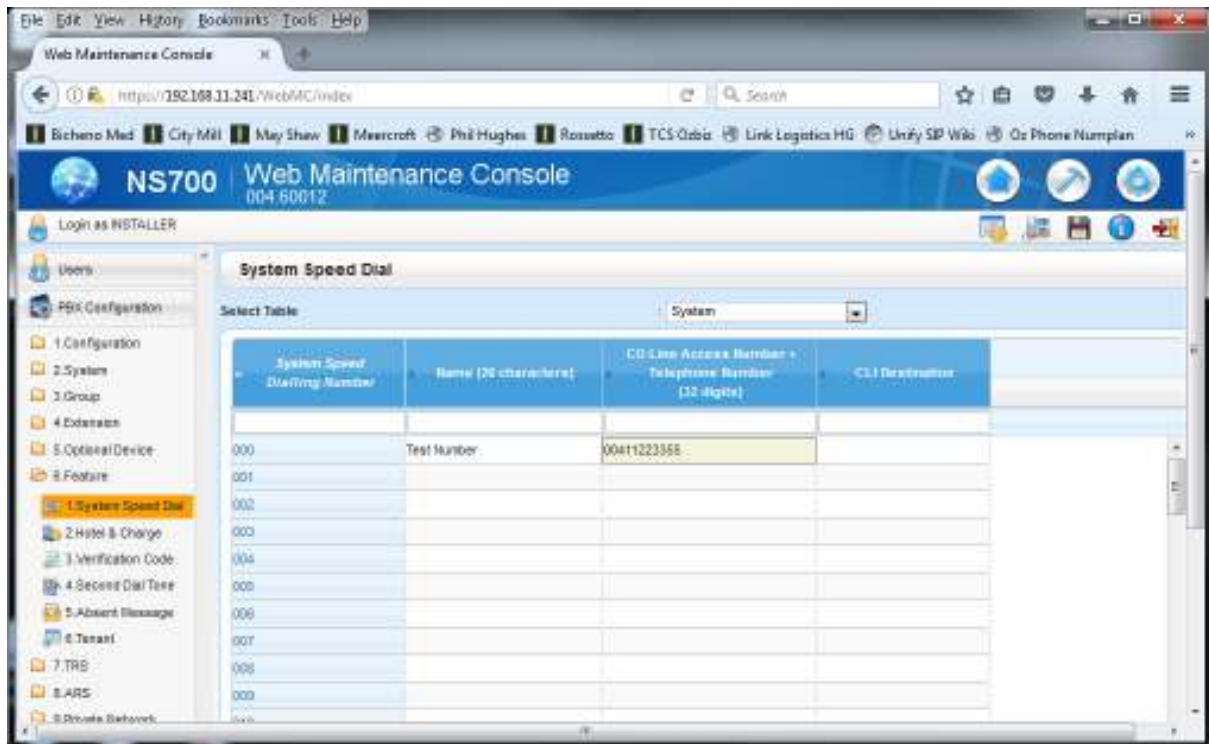 File Edit View History Bookmarks Tools Help
Web Maintenance Console
https://192.168.11.241/WebMC/index
Search
Bicheno Med City Mill May Shaw Meercroft Phil Hughes Rossetto TCS Ozbiz Link Logistics HG Unify SIP Wiki Oz Phone Numplan
NS700 Web Maintenance Console
004.60012
Login as INSTALLER
Users
System Speed Dial
PBX Configuration
Select Table
: System
1.Configuration
2.System
3.Group
4.Extension
5.Optional Device
6.Feature
1.System Speed Dial
2.Hotel & Charge
3.Verification Code
4.Second Dial Tone
5.Absent Message
6.Tenant
7.TRS
8.ARS
9.Private Network
System Speed Dialling Number
Name (20 characters)
CO Line Access Number + Telephone Number (32 digits)
CLI Destination
000 Test Number
001
002
003
004
005
006
007
008
009